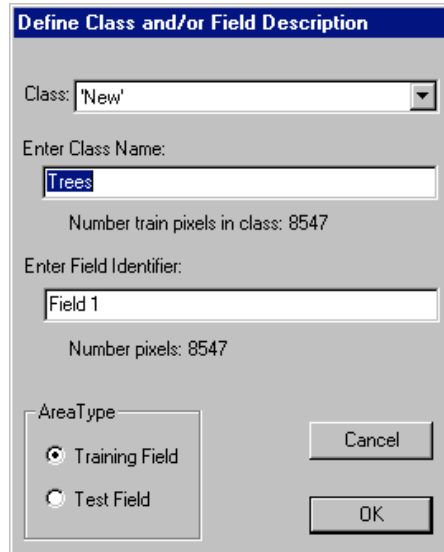 Define Class and/or Field Description
Class: 'New'
Enter Class Name:
Trees
Number train pixels in class: 8547
Enter Field Identifier:
Field 1
Number pixels: 8547
AreaType
Training Field
Test Field
Cancel
OK